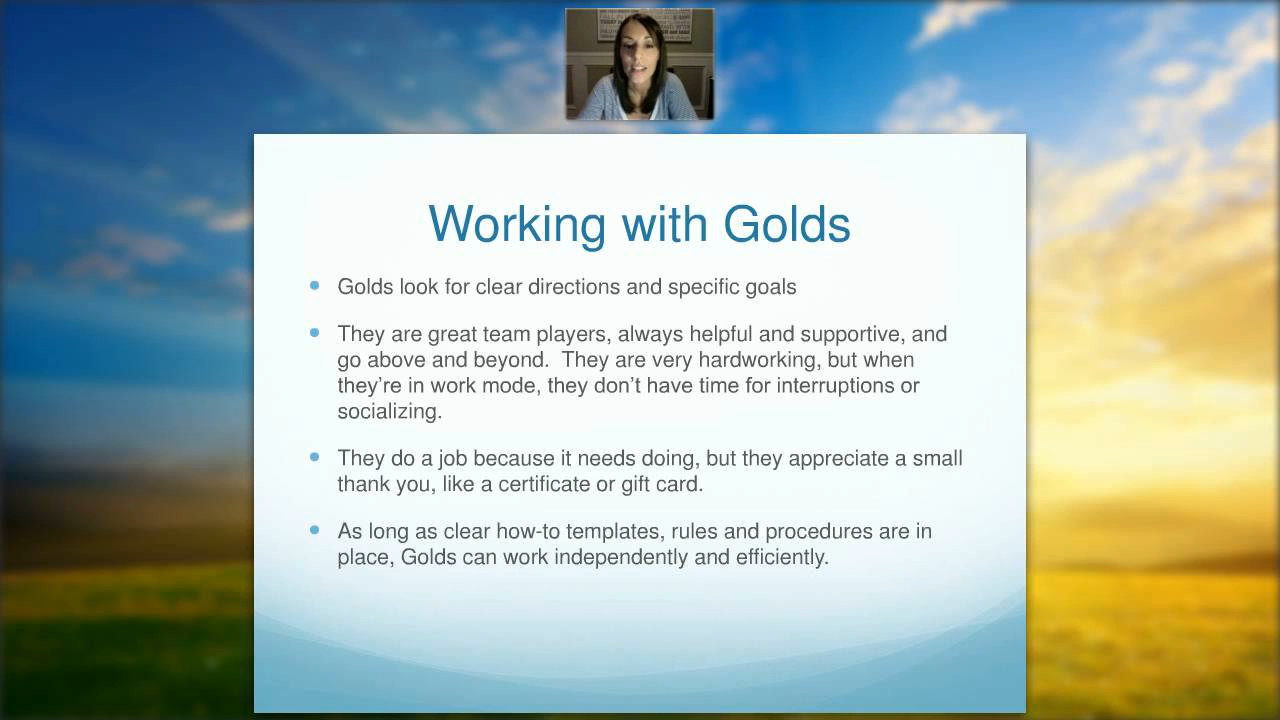 Working with Golds
Golds look for clear directions and specific goals
They are great team players, always helpful and supportive, and
go above and beyond.  They are very hardworking, but when
they're in work mode, they don't have time for interruptions or
socializing.
They do a job because it needs doing, but they appreciate a small
thank you, like a certificate or gift card.
As long as clear how-to templates, rules and procedures are in
place, Golds can work independently and efficiently.